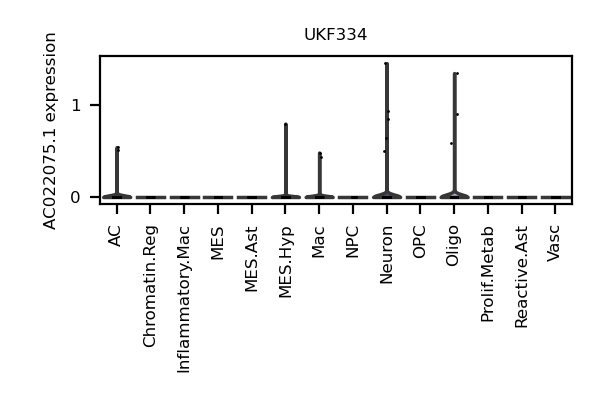 UKF334
AC022075.1 expression
1
0
AC
Chromatin.Reg
Inflammatory.Mac
MES
MES.Ast
MES.Hyp
Mac
NPC
Neuron
OPC
Oligo
Prolif.Metab
Reactive.Ast
Vasc